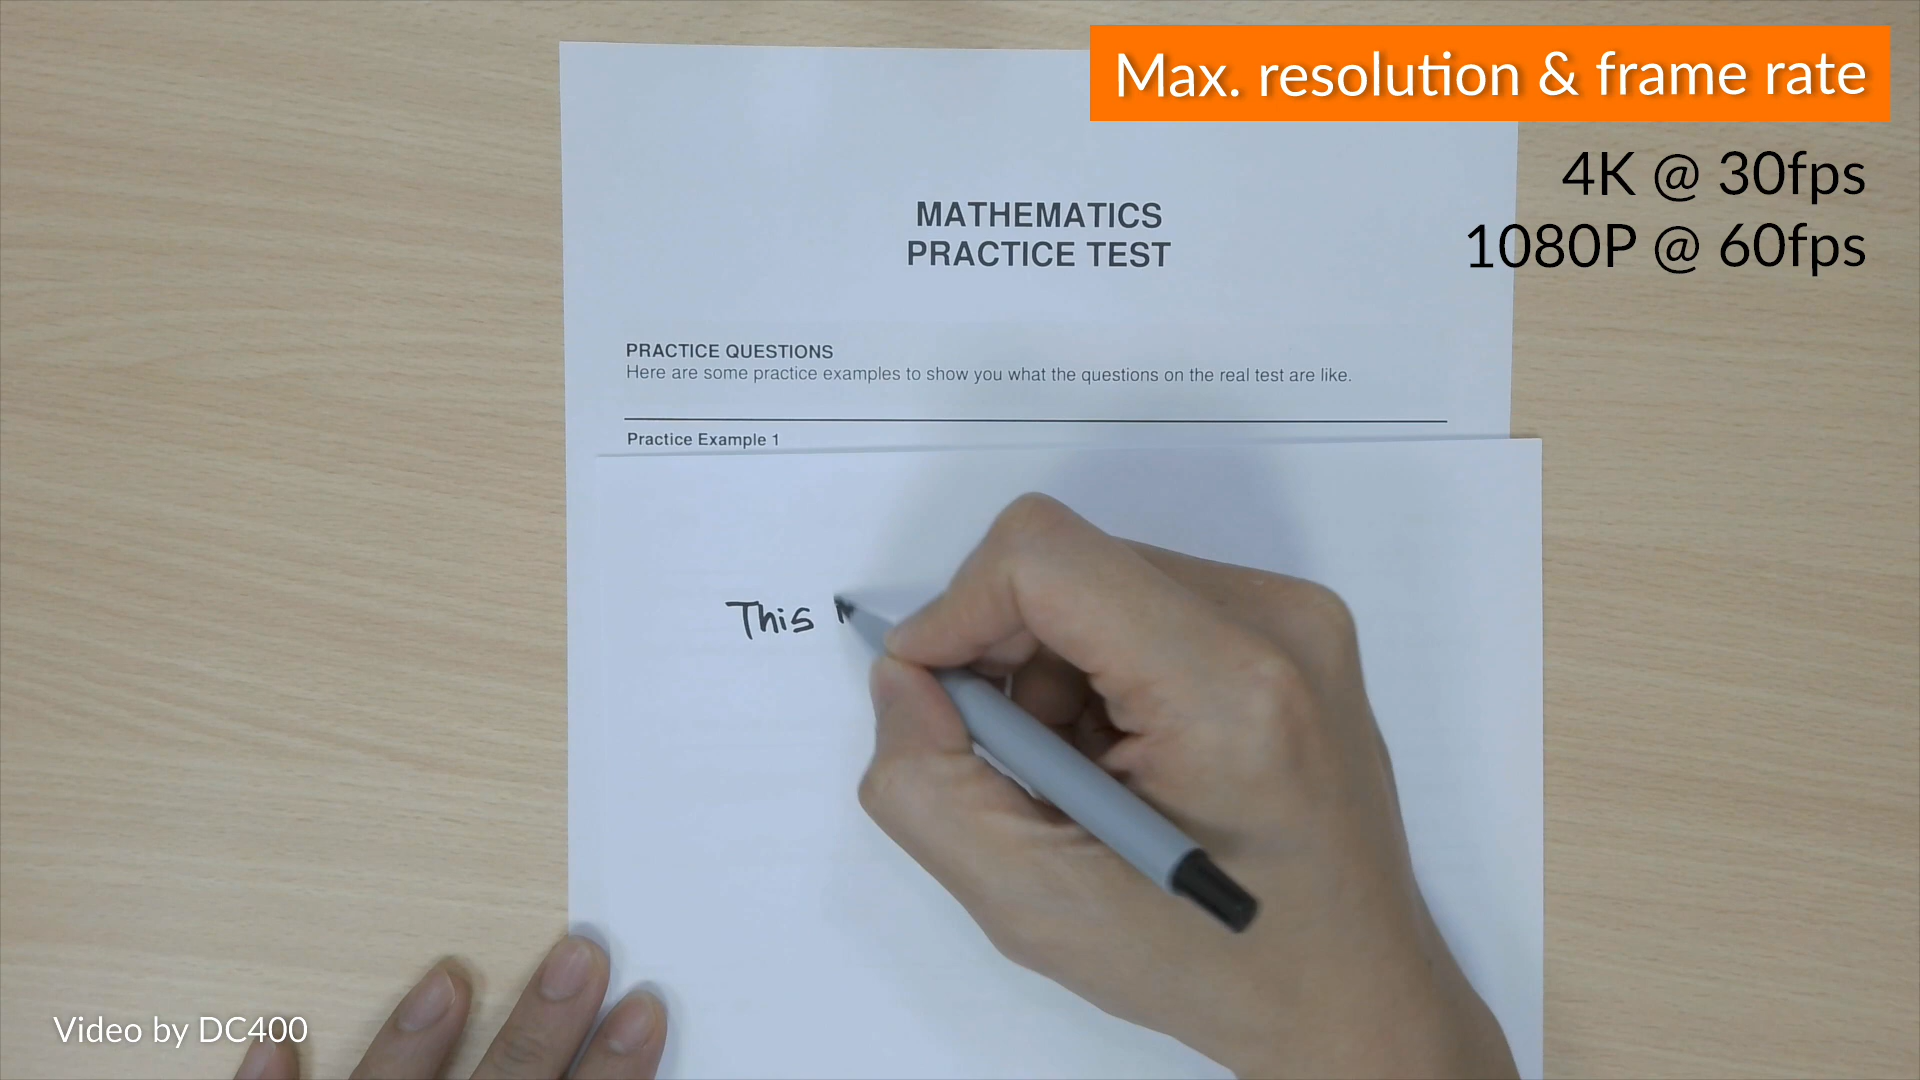 Max. resolution & frame rate
4K @ 30fps
1080P @ 60fps
MATHEMATICS
PRACTICE TEST
PRACTICE QUESTIONS
Here are some practice examples to show you what the questions on the real test are like.
Practice Example 1
This
Video by DC400